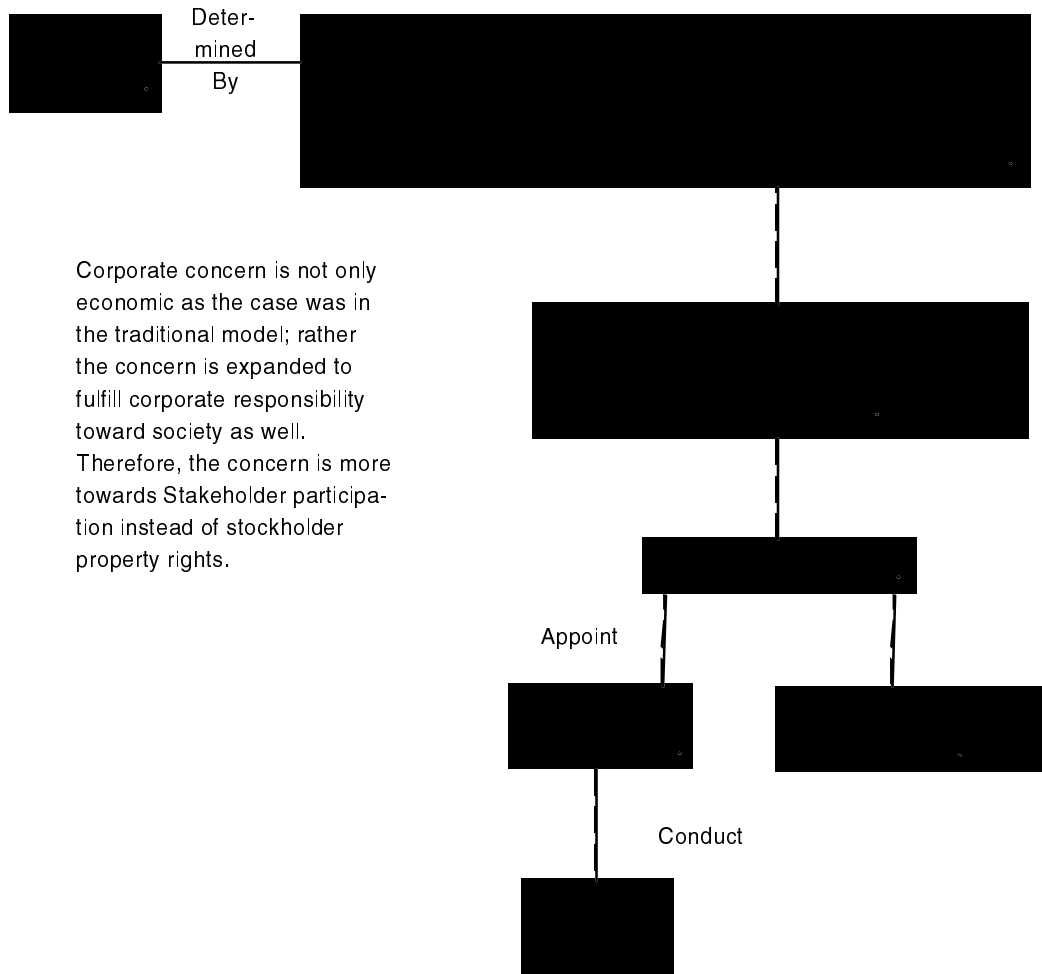 Deter-
mined
By
Corporate concern is not only
economic as the case was in
the traditional model; rather
the concern is expanded to
fulfill corporate responsibility
toward society as well.
Therefore, the concern is more
towards Stakeholder participa-
tion instead of stockholder
property rights.
Appoint
Conduct